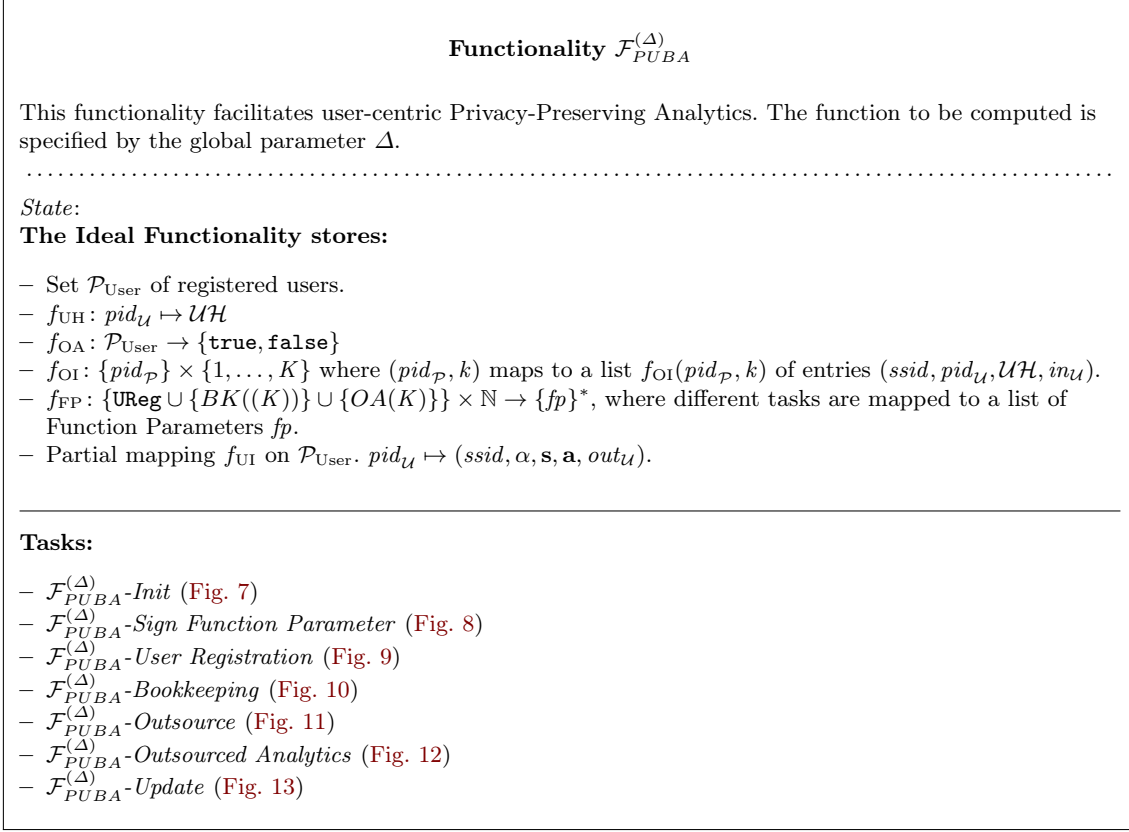 Functionality $\mathcal{F}_{PUBA}^{(\Delta)}$
This functionality facilitates user-centric Privacy-Preserving Analytics. The function to be computed is
specified by the global parameter $\Delta$.
State:
The Ideal Functionality stores:
– Set $\mathcal{P}_{\text{User}}$ of registered users.
– $f_{\text{UH}}\colon pid_{\mathcal{U}} \mapsto \mathcal{UH}$
– $f_{\text{OA}}\colon \mathcal{P}_{\text{User}} \to \{\texttt{true}, \texttt{false}\}$
– $f_{\text{OI}}\colon \{pid_{\mathcal{P}}\} \times \{1, \ldots, K\}$ where $(pid_{\mathcal{P}}, k)$ maps to a list $f_{\text{OI}}(pid_{\mathcal{P}}, k)$ of entries $(ssid, pid_{\mathcal{U}}, \mathcal{UH}, in_{\mathcal{U}})$.
– $f_{\text{FP}}\colon \{\texttt{UReg} \cup \{BK((K))\} \cup \{OA(K)\}\} \times \mathbb{N} \to \{fp\}^*$, where different tasks are mapped to a list of
Function Parameters $fp$.
– Partial mapping $f_{\text{UI}}$ on $\mathcal{P}_{\text{User}}$. $pid_{\mathcal{U}} \mapsto (ssid, \alpha, \mathbf{s}, \mathbf{a}, out_{\mathcal{U}})$.
Tasks:
– $\mathcal{F}_{PUBA}^{(\Delta)}$-Init (Fig. 7)
– $\mathcal{F}_{PUBA}^{(\Delta)}$-Sign Function Parameter (Fig. 8)
– $\mathcal{F}_{PUBA}^{(\Delta)}$-User Registration (Fig. 9)
– $\mathcal{F}_{PUBA}^{(\Delta)}$-Bookkeeping (Fig. 10)
– $\mathcal{F}_{PUBA}^{(\Delta)}$-Outsource (Fig. 11)
– $\mathcal{F}_{PUBA}^{(\Delta)}$-Outsourced Analytics (Fig. 12)
– $\mathcal{F}_{PUBA}^{(\Delta)}$-Update (Fig. 13)